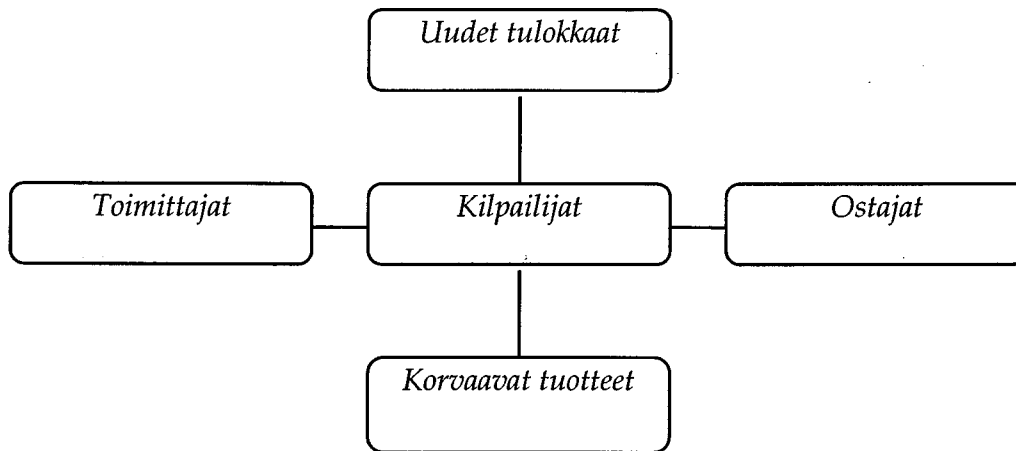 Uudet tulokkaat
Toimittajat
Kilpailijat
Ostajat
Korvaavat tuotteet